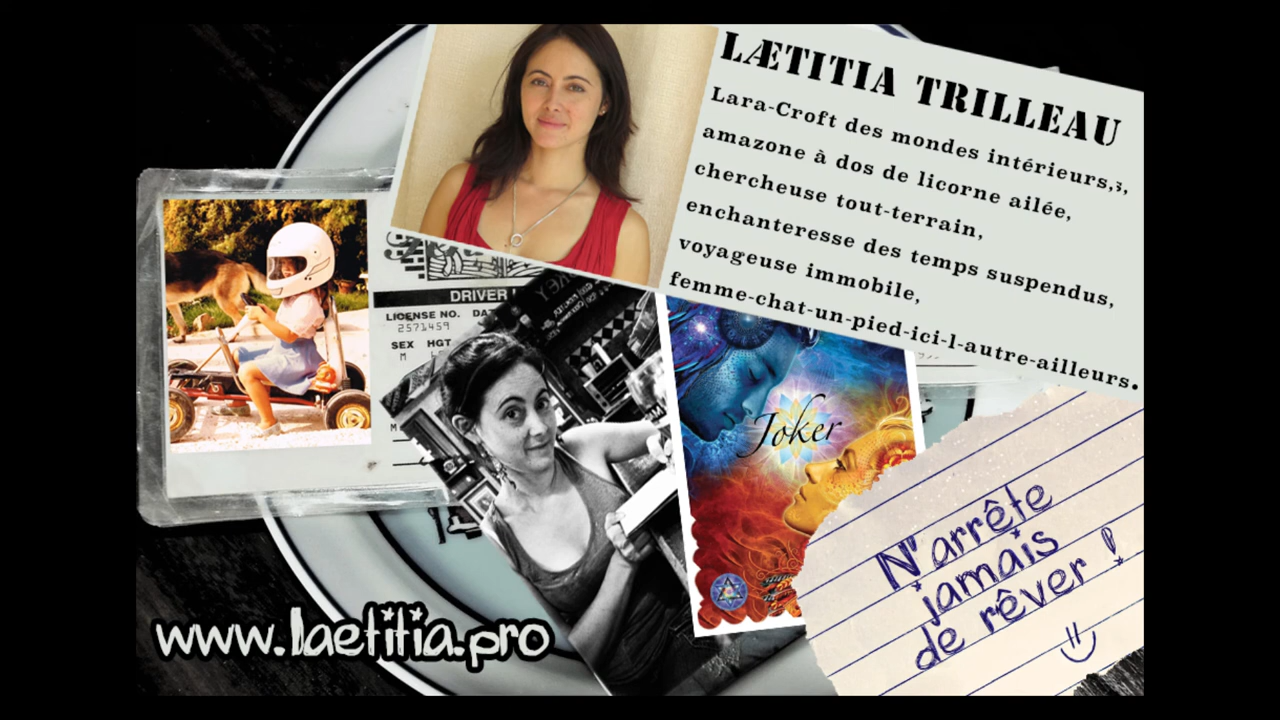 LÆTITIA TRILLEAU
Lara-Croft des mondes intérieurs,s,
amazone à dos de licorne ailée,
chercheuse tout-terrain,
enchanteresse des temps suspendus,
voyageuse immobile,
femme-chat-un-pied-ici-l-autre-ailleurs.
DRIVER
LICENSE NO.
2571459
SEX HGT
M
Joker
N'arrête
jamais
de rêver !
www.laetitia.pro